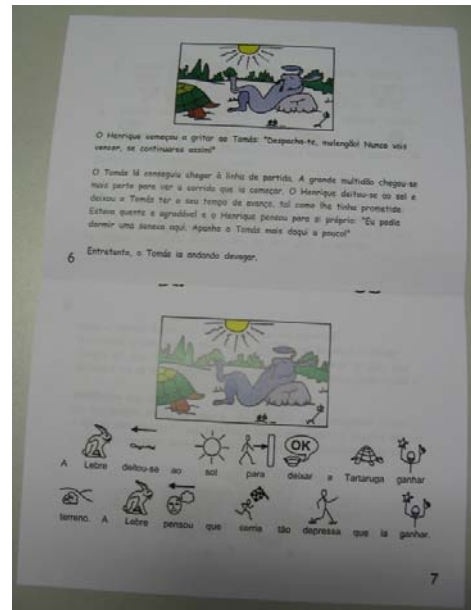 O Henrique começou a gritar ao Tomás: "Despacha-te, molengão! Nunca vais
vencer, se continuares assim!"
O Tomás lá conseguiu chegar à linha de partida. A grande multidão chegou-se
mais perto para ver a corrida que ia começar. O Henrique deitou-se ao sol e
deixou o Tomás ter o seu tempo de avanço, tal como lhe tinha prometido.
Estava quente e agradável e o Henrique pensou para si próprio: "Eu podia
dormir uma soneca aqui. Apanho o Tomás mais daqui a pouco!"
6 Entretanto, o Tomás ia andando devagar.
OK
A Lebre deitou-se ao sol para deixar a Tartaruga ganhar
terreno. A Lebre pensou que corria tão depressa que ia ganhar.
7